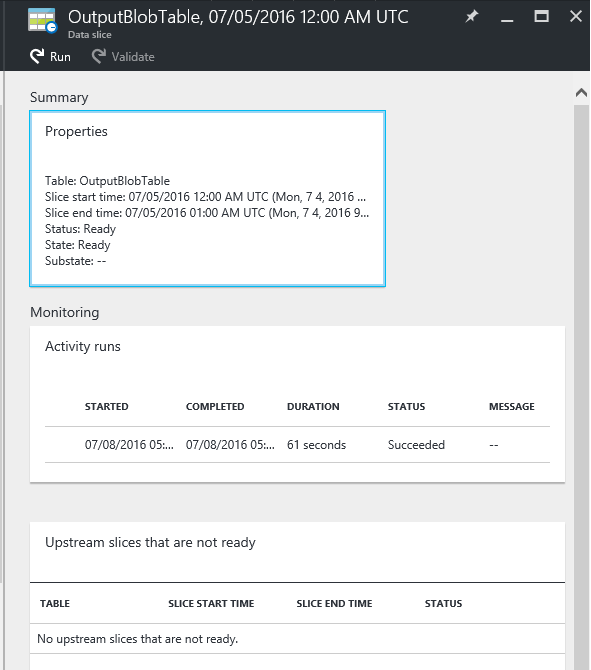 OutputBlobTable, 07/05/2016 12:00 AM UTC
Data slice
Run Validate
Summary
Properties
Table: OutputBlobTable
Slice start time: 07/05/2016 12:00 AM UTC (Mon, 7 4, 2016 ...
Slice end time: 07/05/2016 01:00 AM UTC (Mon, 7 4, 2016 9...
Status: Ready
State: Ready
Substate: --
Monitoring
Activity runs
STARTED COMPLETED DURATION STATUS MESSAGE
07/08/2016 05:... 07/08/2016 05:... 61 seconds Succeeded --
Upstream slices that are not ready
TABLE SLICE START TIME SLICE END TIME STATUS
No upstream slices that are not ready.